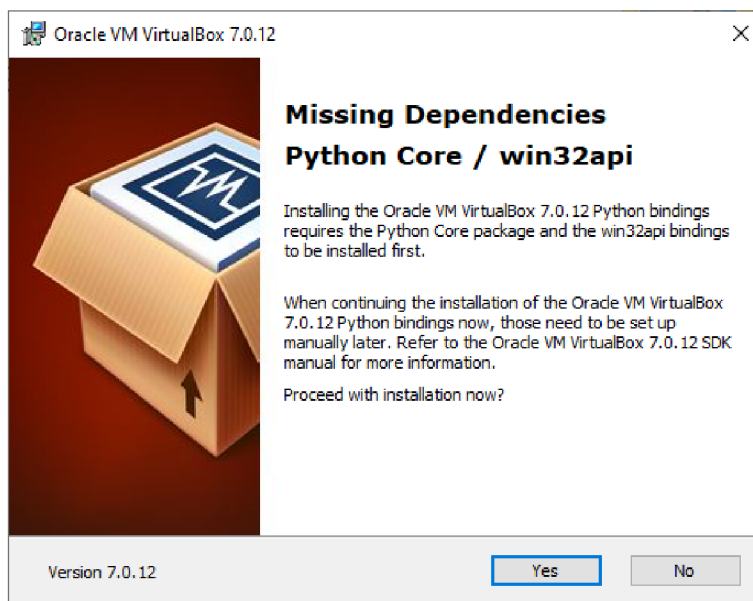 Oracle VM VirtualBox 7.0.12
Missing Dependencies
Python Core / win32api
Installing the Oracle VM VirtualBox 7.0.12 Python bindings
requires the Python Core package and the win32api bindings
to be installed first.
When continuing the installation of the Oracle VM VirtualBox
7.0.12 Python bindings now, those need to be set up
manually later. Refer to the Oracle VM VirtualBox 7.0.12 SDK
manual for more information.
Proceed with installation now?
Version 7.0.12
Yes
No